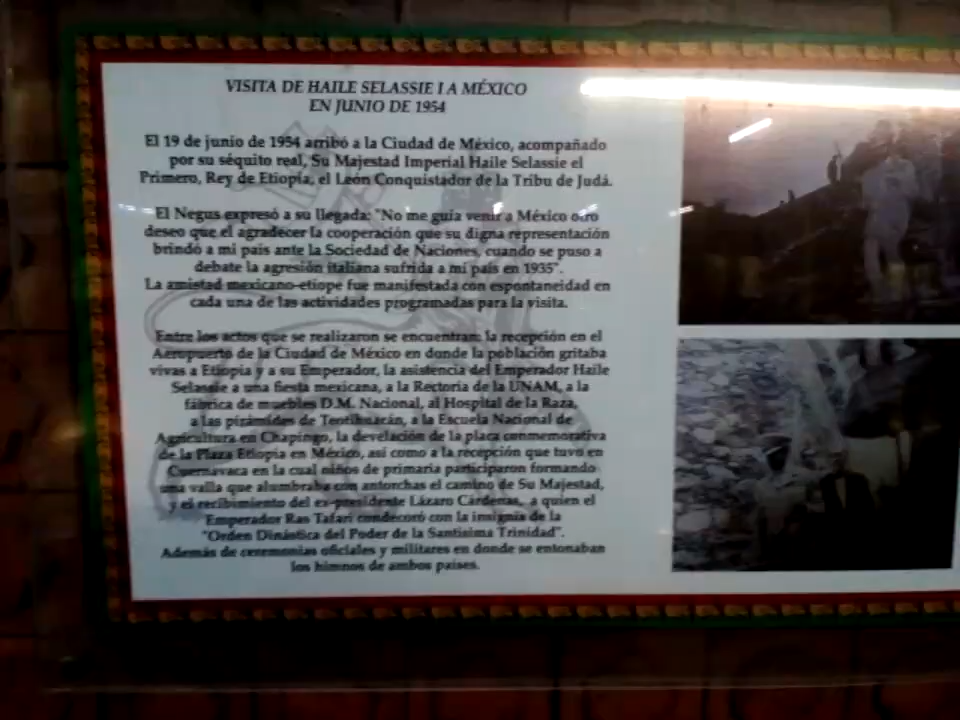 VISITA DE HAILE SELASSIE I A MÉXICO
EN JUNIO DE 1954
El 19 de junio de 1954 arribó a la Ciudad de México, acompañado
por su séquito real, Su Majestad Imperial Haile Selassie el
Primero, Rey de Etiopia, el León Conquistador de la Tribu de Judá.
El Negus expresó a su llegada: "No me guía venir a México otro
deseo que el agradecer la cooperación que su digna representación
brindó a mi país ante la Sociedad de Naciones, cuando se puso a
debate la agresión italiana sufrida a mi país en 1935".
La amistad mexicano-etiope fue manifestada con espontaneidad en
cada una de las actividades programadas para la visita.
Entre los actos que se realizaron se encuentran: la recepción en el
Aeropuerto de la Ciudad de México en donde la población gritaba
vivas a Etiopia y a su Emperador, la asistencia del Emperador Haile
Selassie a una fiesta mexicana, a la Rectoria de la UNAM, a la
fábrica de muebles D.M. Nacional, al Hospital de la Raza,
a las pirámides de Teotihuacán, a la Escuela Nacional de
Agricultura en Chapingo, la develación de la placa conmemorativa
de la Plaza Etiopia en México, así como a la recepción que tuvo en
Cuernavaca en la cual niños de primaria participaron formando
una valla que alumbraba con antorchas el camino de Su Majestad,
y el recibimiento del ex-presidente Lázaro Cárdenas, a quien el
Emperador Ras Tafari condecoró con la insignia de la
"Orden Dinástica del Poder de la Santísima Trinidad".
Además de ceremonias oficiales y militares en donde se entonaban
los himnos de ambos países.